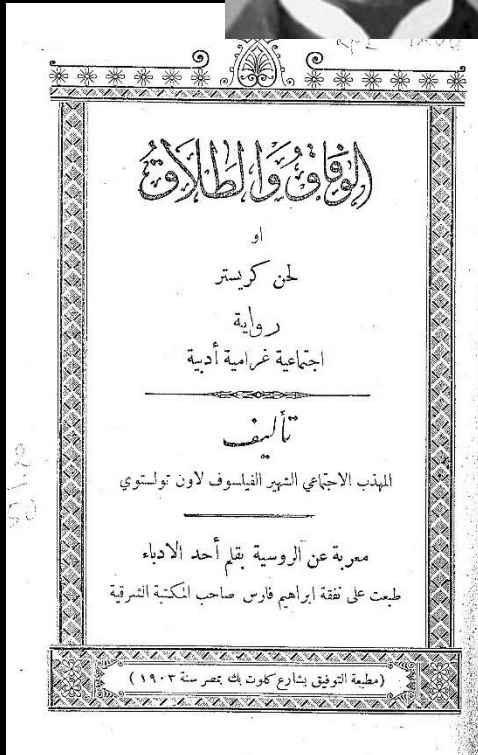 الوفاق والطلاق
او
لحن كريستر
رواية
اجتماعية غرامية أدبية
تأليف
المهذب الاجتماعي الشهير الفيلسوف لاون تولستوي
معربة عن الروسية بقلم أحد الادباء
طبعت على نفقة ابراهيم فارس صاحب المكتبة الشرقية
(مطبعة التوفيق بشارع كلوت بك بمصر سنة ١٩٠٣)